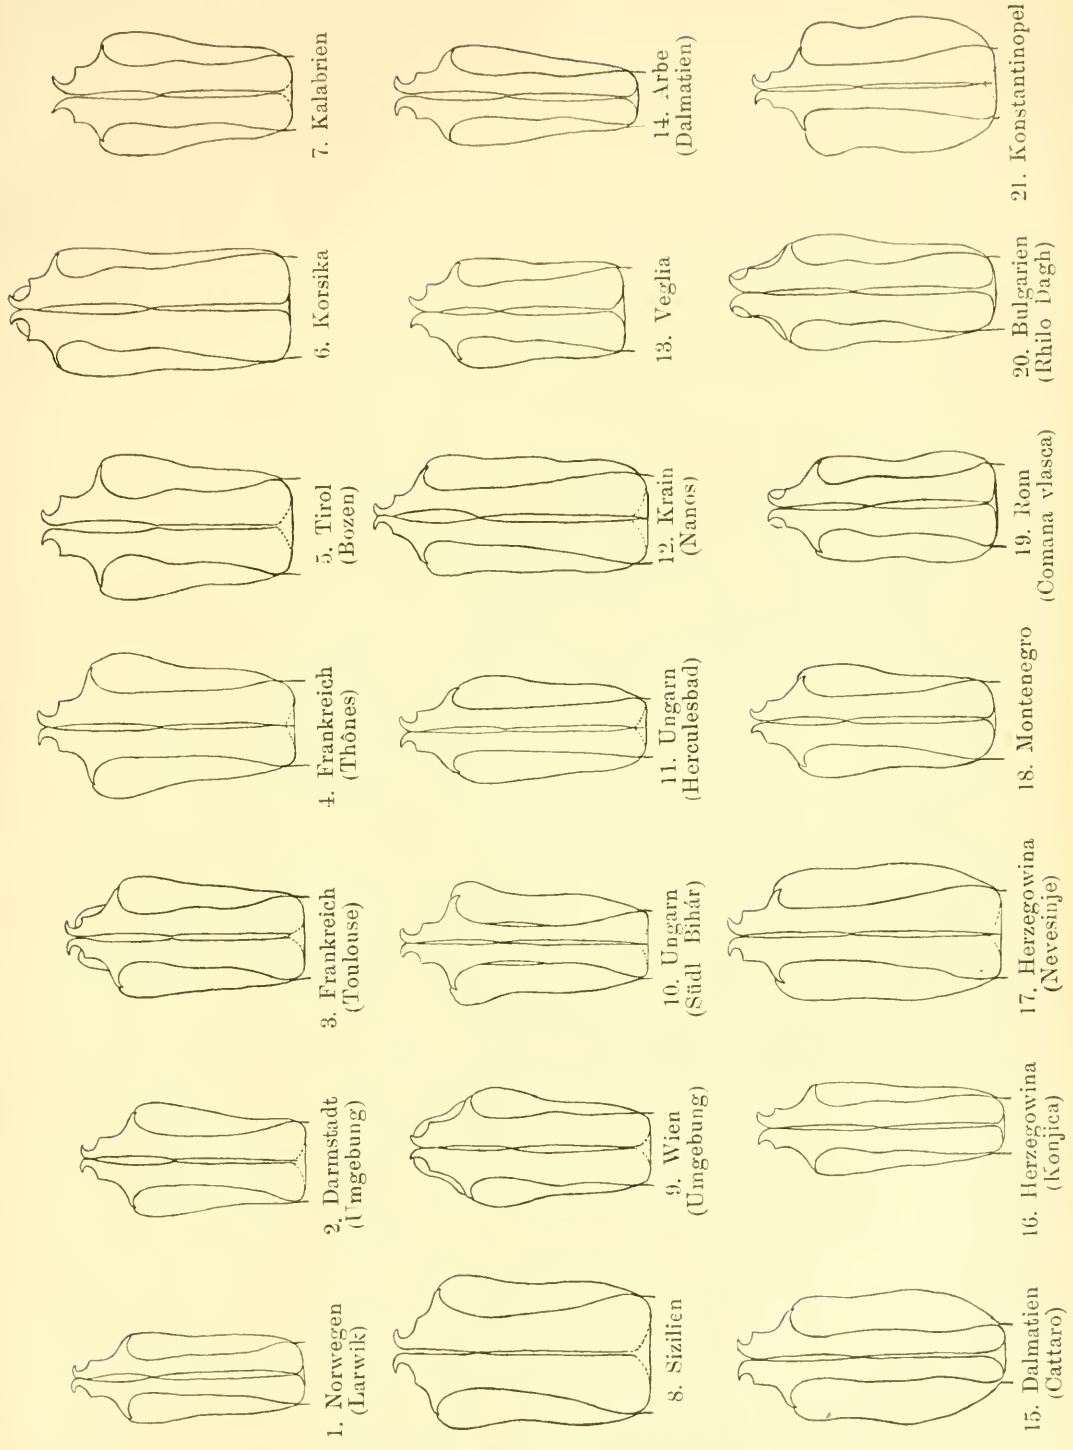 1. Norwegen
(Larwik)
2. Darmstadt
(Umgebung)
3. Frankreich
(Toulouse)
4. Frankreich
(Thônes)
5. Tirol
(Bozen)
6. Korsika
7. Kalabrien
8. Sizilien
9. Wien
(Umgebung)
10. Ungarn
(Südl Bihár)
11. Ungarn
(Herculesbad)
12. Krain
(Nanos)
13. Veglia
14. Arbe
(Dalmatien)
15. Dalmatien
(Cattaro)
16. Herzegowina
(Konjica)
17. Herzegowina
(Nevesinje)
18. Montenegro
19. Rom
(Comana vlasca)
20. Bulgarien
(Rhilo Dagh)
21. Konstantinopel